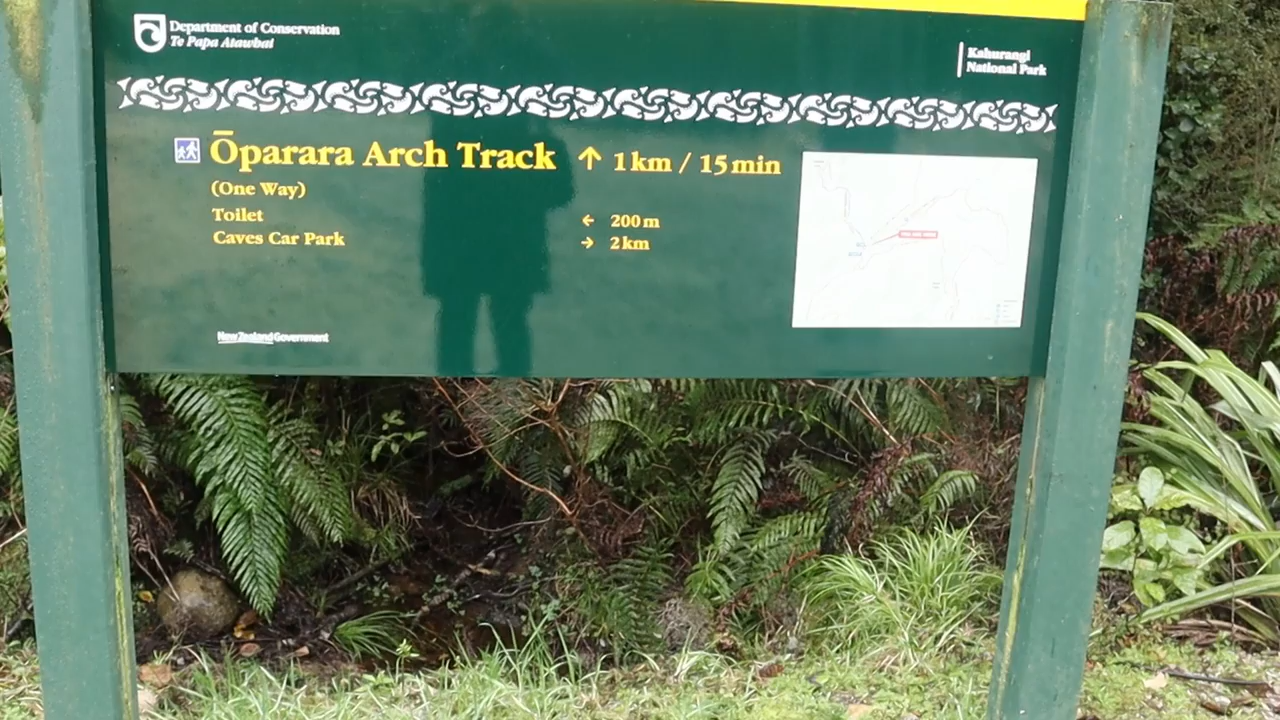 Department of Conservation
Te Papa Atawhai
Kahurangi
National Park
Ōparara Arch Track ↑ 1 km / 15 min
(One Way)
Toilet ← 200 m
Caves Car Park → 2 km
New Zealand Government